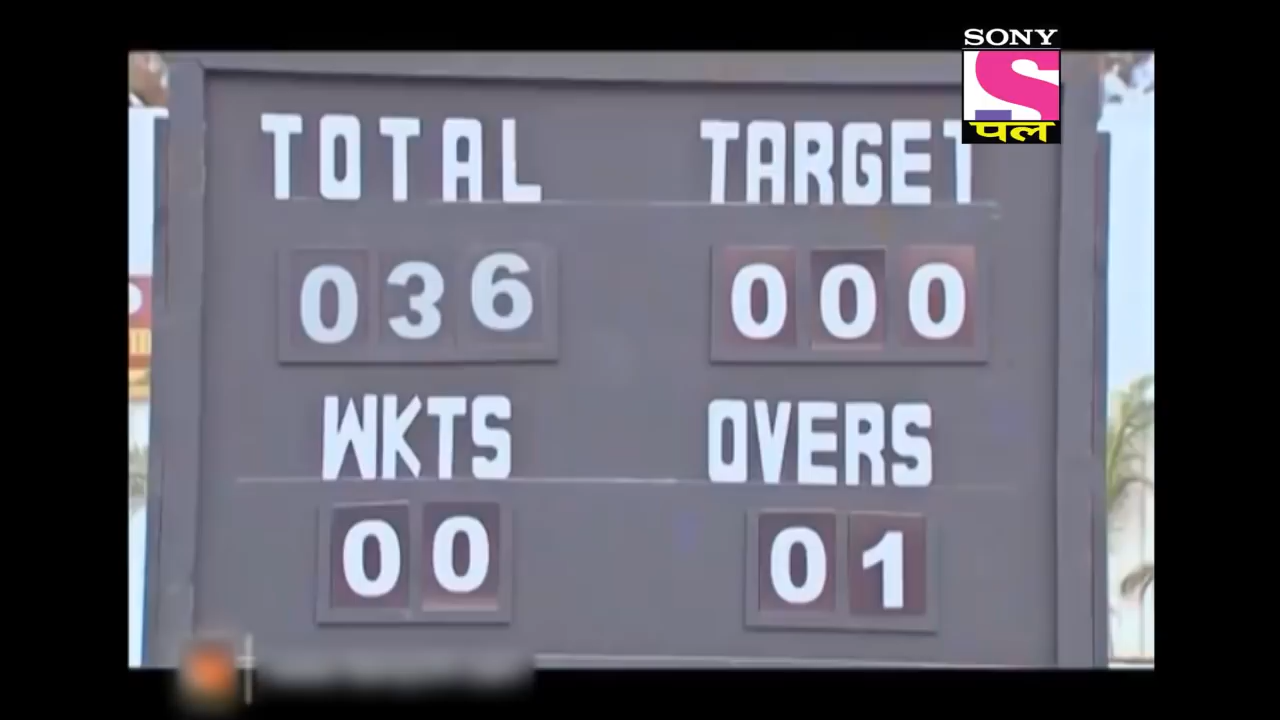 SONY
S
पल
TOTAL TARGET
036 000
WKTS OVERS
00 01